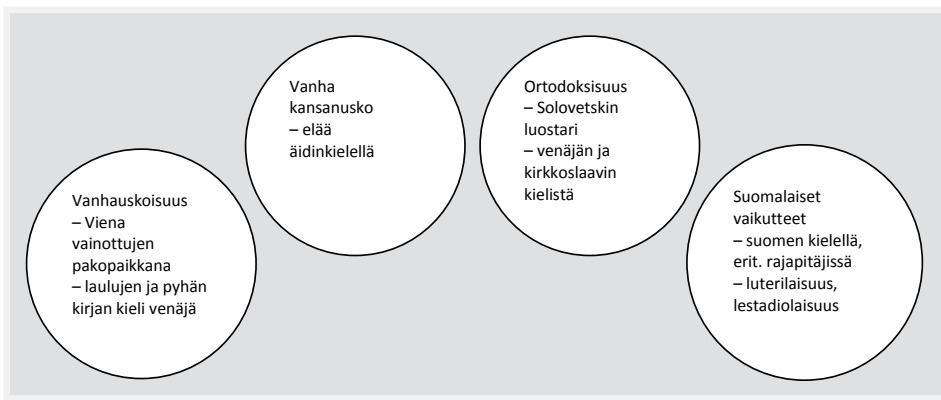 Vanhauskoisuus
– Viena
vainottujen
pakopaikkana
– laulujen ja pyhän
kirjan kieli venäjä
Vanha
kansanusko
– elää
äidinkielellä
Ortodoksisuus
– Solovetskin
luostari
– venäjän ja
kirkkoslaavin
kielistä
Suomalaiset
vaikutteet
– suomen kielellä,
erit. rajapitäjissä
– luterilaisuus,
lestadiolaisuus